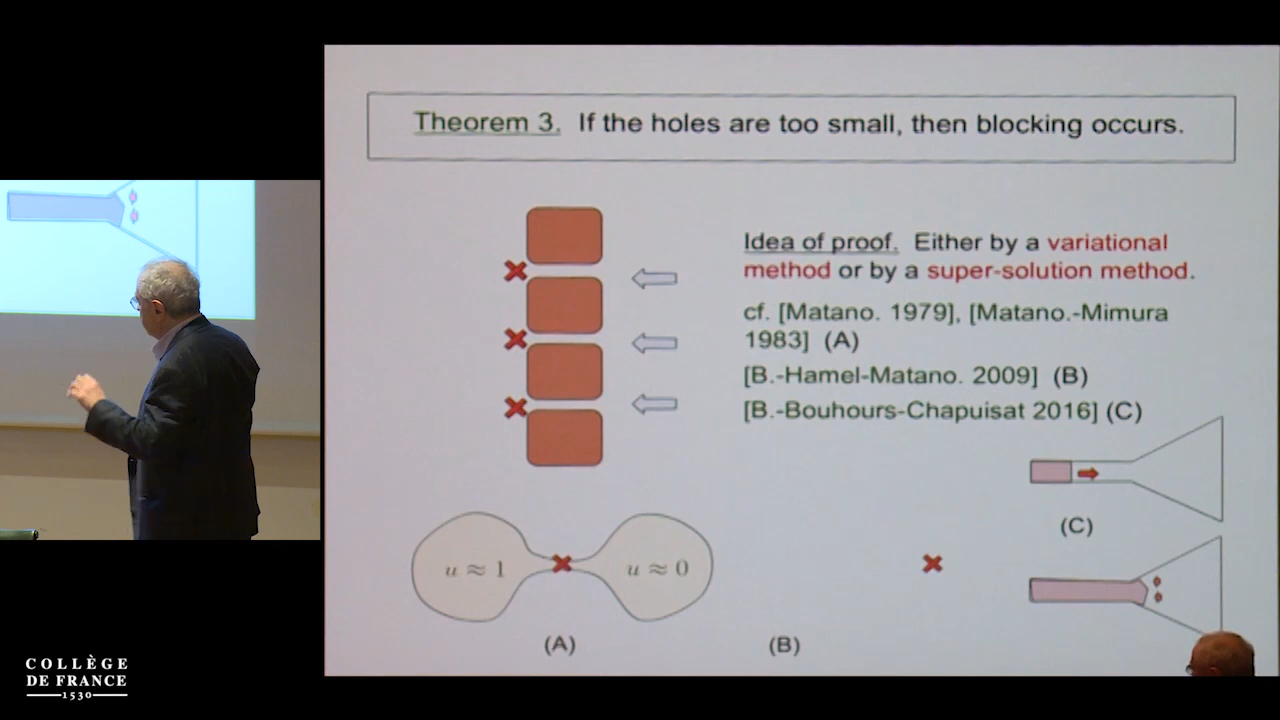 Theorem 3. If the holes are too small, then blocking occurs.
Idea of proof. Either by a variational
method or by a super-solution method.
cf. [Matano. 1979], [Matano.-Mimura
1983] (A)
[B.-Hamel-Matano. 2009] (B)
[B.-Bouhours-Chapuisat 2016] (C)
(C)
u ≈ 1
u ≈ 0
(A)
(B)
COLLÈGE
DE FRANCE
1530